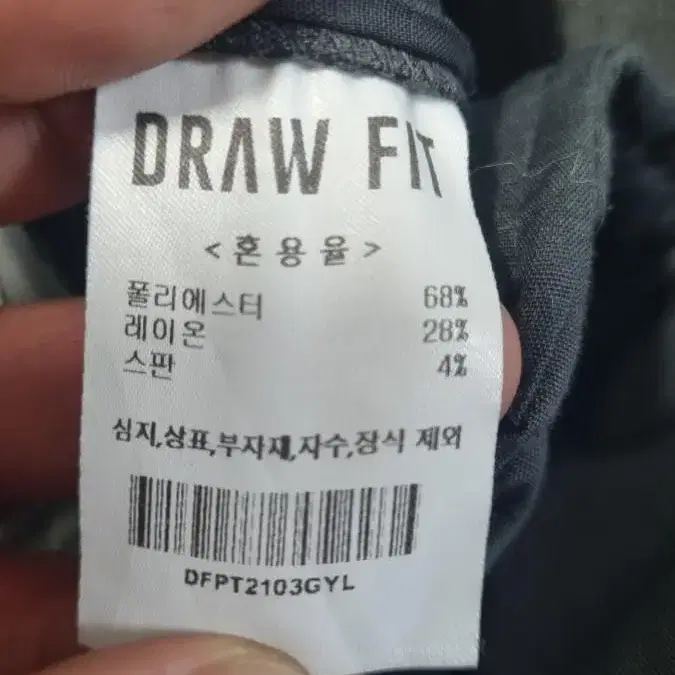 DRAW FIT
<혼용율>
폴리에스터 68%
레이온 28%
스판 4%
심지,상표,부자재,자수,장식 제외
DFPT2103GYL